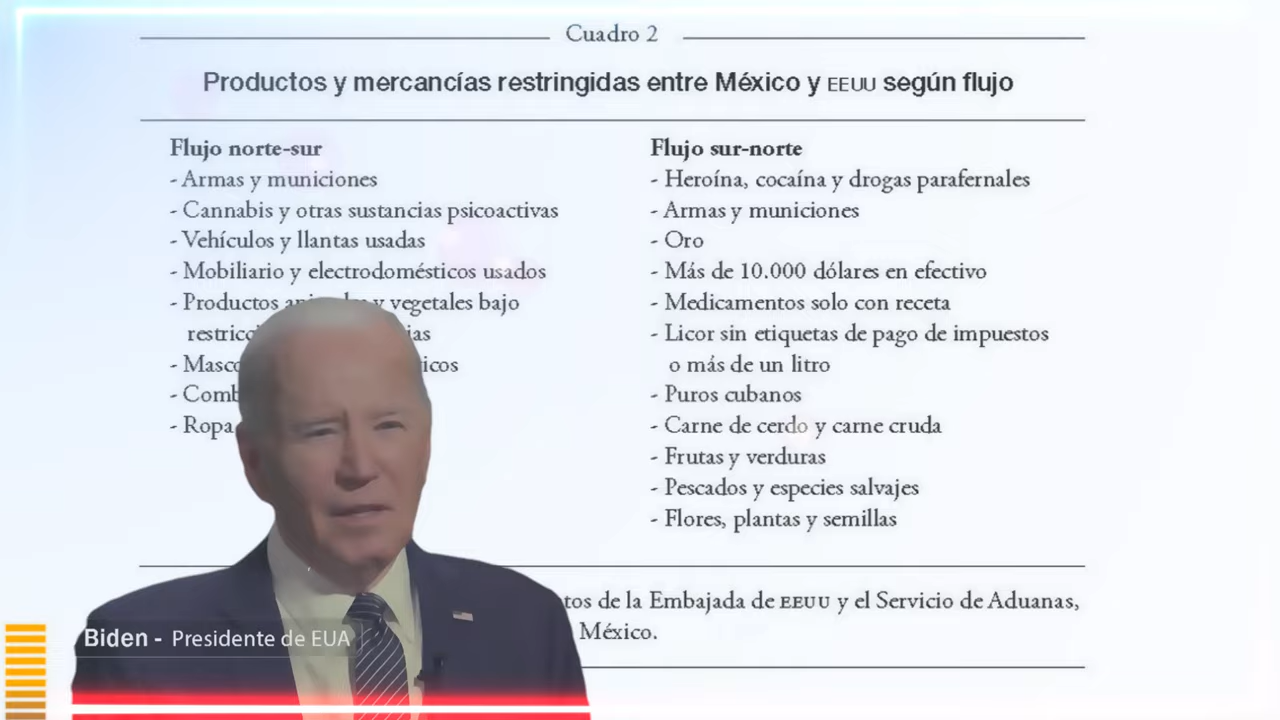 Cuadro 2
Productos y mercancías restringidas entre México y EEUU según flujo
Flujo norte-sur
- Armas y municiones
- Cannabis y otras sustancias psicoactivas
- Vehículos y llantas usadas
- Mobiliario y electrodomésticos usados
- Productos y vegetales bajo
- Ropa
Flujo sur-norte
- Heroína, cocaína y drogas parafernales
- Armas y municiones
- Oro
- Más de 10.000 dólares en efectivo
- Medicamentos solo con receta
- Licor sin etiquetas de pago de impuestos
o más de un litro
- Puros cubanos
- Carne de cerdo y carne cruda
- Frutas y verduras
- Pescados y especies salvajes
- Flores, plantas y semillas
de la Embajada de EEUU y el Servicio de Aduanas,
México.
Biden - Presidente de EUA